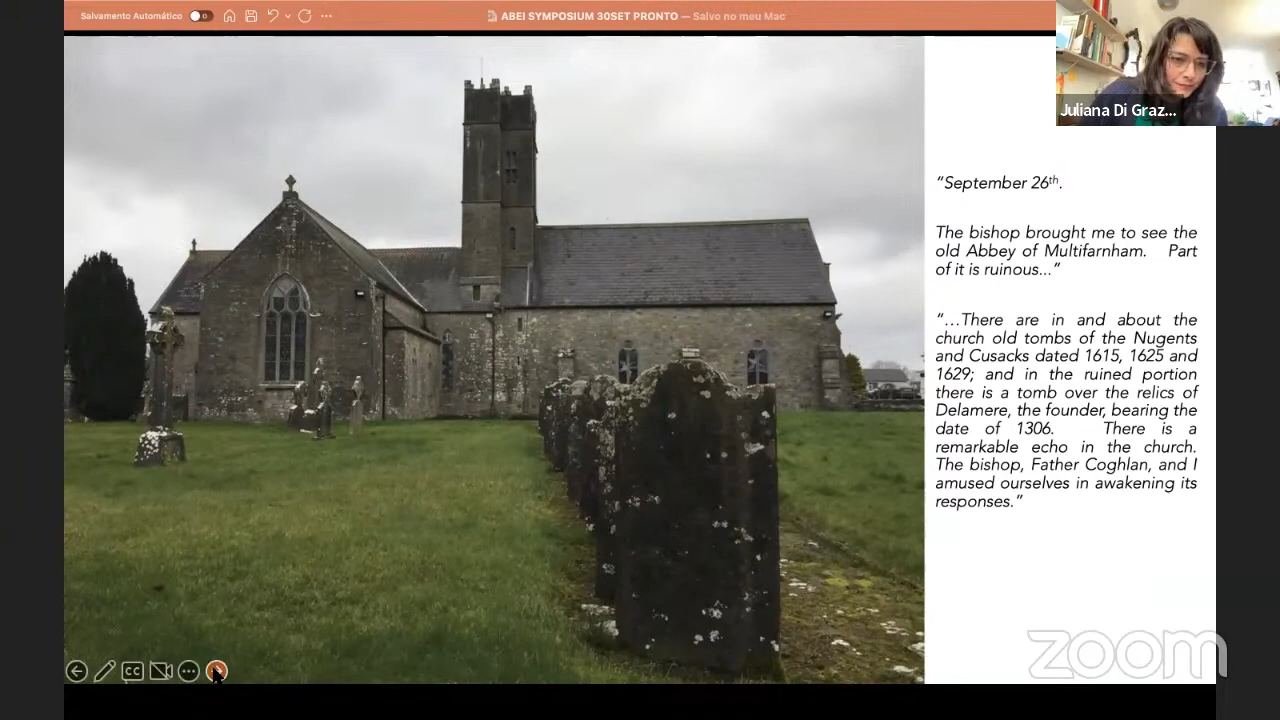 Salvamento Automático
ABEI SYMPOSIUM 30SET PRONTO — Salvo no meu Mac
Juliana Di Graz...
“September 26th.
The bishop brought me to see the
old Abbey of Multifarnham. Part
of it is ruinous...”
“…There are in and about the
church old tombs of the Nugents
and Cusacks dated 1615, 1625 and
1629; and in the ruined portion
there is a tomb over the relics of
Delamere, the founder, bearing the
date of 1306. There is a
remarkable echo in the church.
The bishop, Father Coghlan, and I
amused ourselves in awakening its
responses.”
CC
zoom